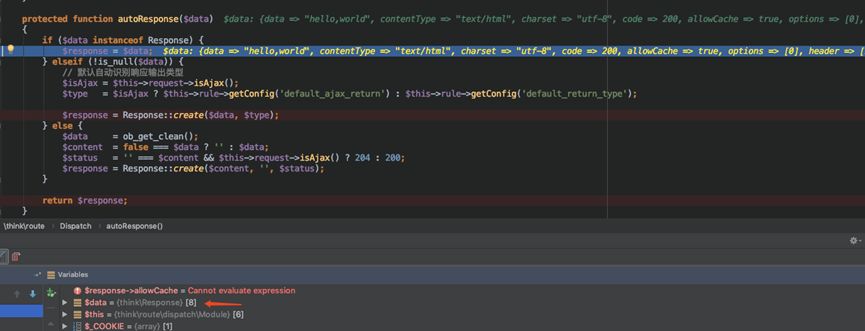 }
protected function autoResponse($data)  $data: {data => "hello,world", contentType => "text/html", charset => "utf-8", code => 200, allowCache => true, options => [0],
{
if ($data instanceof Response) {
$response = $data;  $data: {data => "hello,world", contentType => "text/html", charset => "utf-8", code => 200, allowCache => true, options => [0], header => [
} elseif (!is_null($data)) {
// 默认自动识别响应输出类型
$isAjax = $this->request->isAjax();
$type   = $isAjax ? $this->rule->getConfig('default_ajax_return') : $this->rule->getConfig('default_return_type');
$response = Response::create($data, $type);
} else {
$data    = ob_get_clean();
$content = false === $data ? '' : $data;
$status  = '' === $content && $this->request->isAjax() ? 204 : 200;
$response = Response::create($content, '', $status);
}
return $response;
}
\think\route  Dispatch  autoResponse()
Variables
$response->allowCache = Cannot evaluate expression
$data = {think\Response} [8]
$this = {think\route\dispatch\Module} [6]
$_COOKIE = {array} [1]